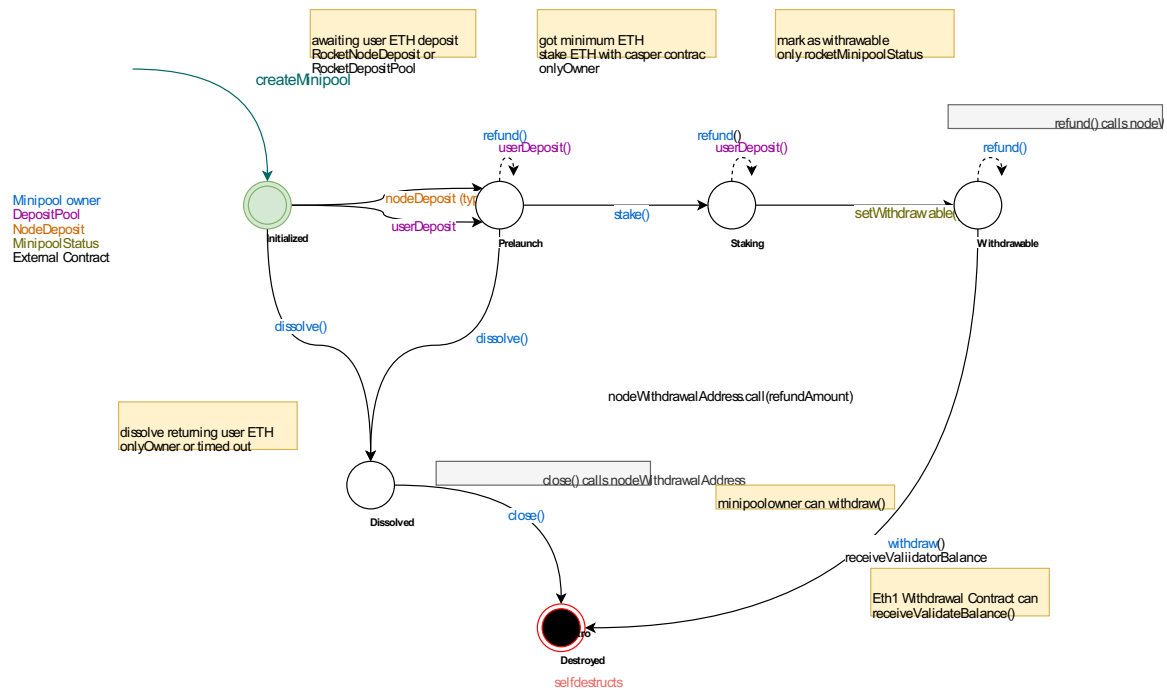 awaiting user ETH deposit
RocketNodeDeposit or
RocketDepositPool
got minimum ETH
stake ETH with casper contrac
onlyOwner
mark as withrawable
only rocketMinipoolStatus
createMinipool
refund() calls nodeW
refund()
userDeposit()
refund()
userDeposit()
refund()
Minipool owner
DepositPool
NodeDeposit
MinipoolStatus
External Contract
nodeDeposit (typ
userDeposit
stake()
setWithdrawable(
Initialized
Prelaunch
Staking
Withdrawable
dissolve()
dissolve()
nodeWithdrawalAddress.call(refundAmount)
dissolve returning user ETH
onlyOwner or timed out
close() calls nodeWithdrawalAddress
minipoolowner can withdraw()
close()
Dissolved
withdraw()
receiveValiidatorBalance
Eth1 Withdrawal Contract can
receiveValidateBalance()
Destroyed
selfdestructs